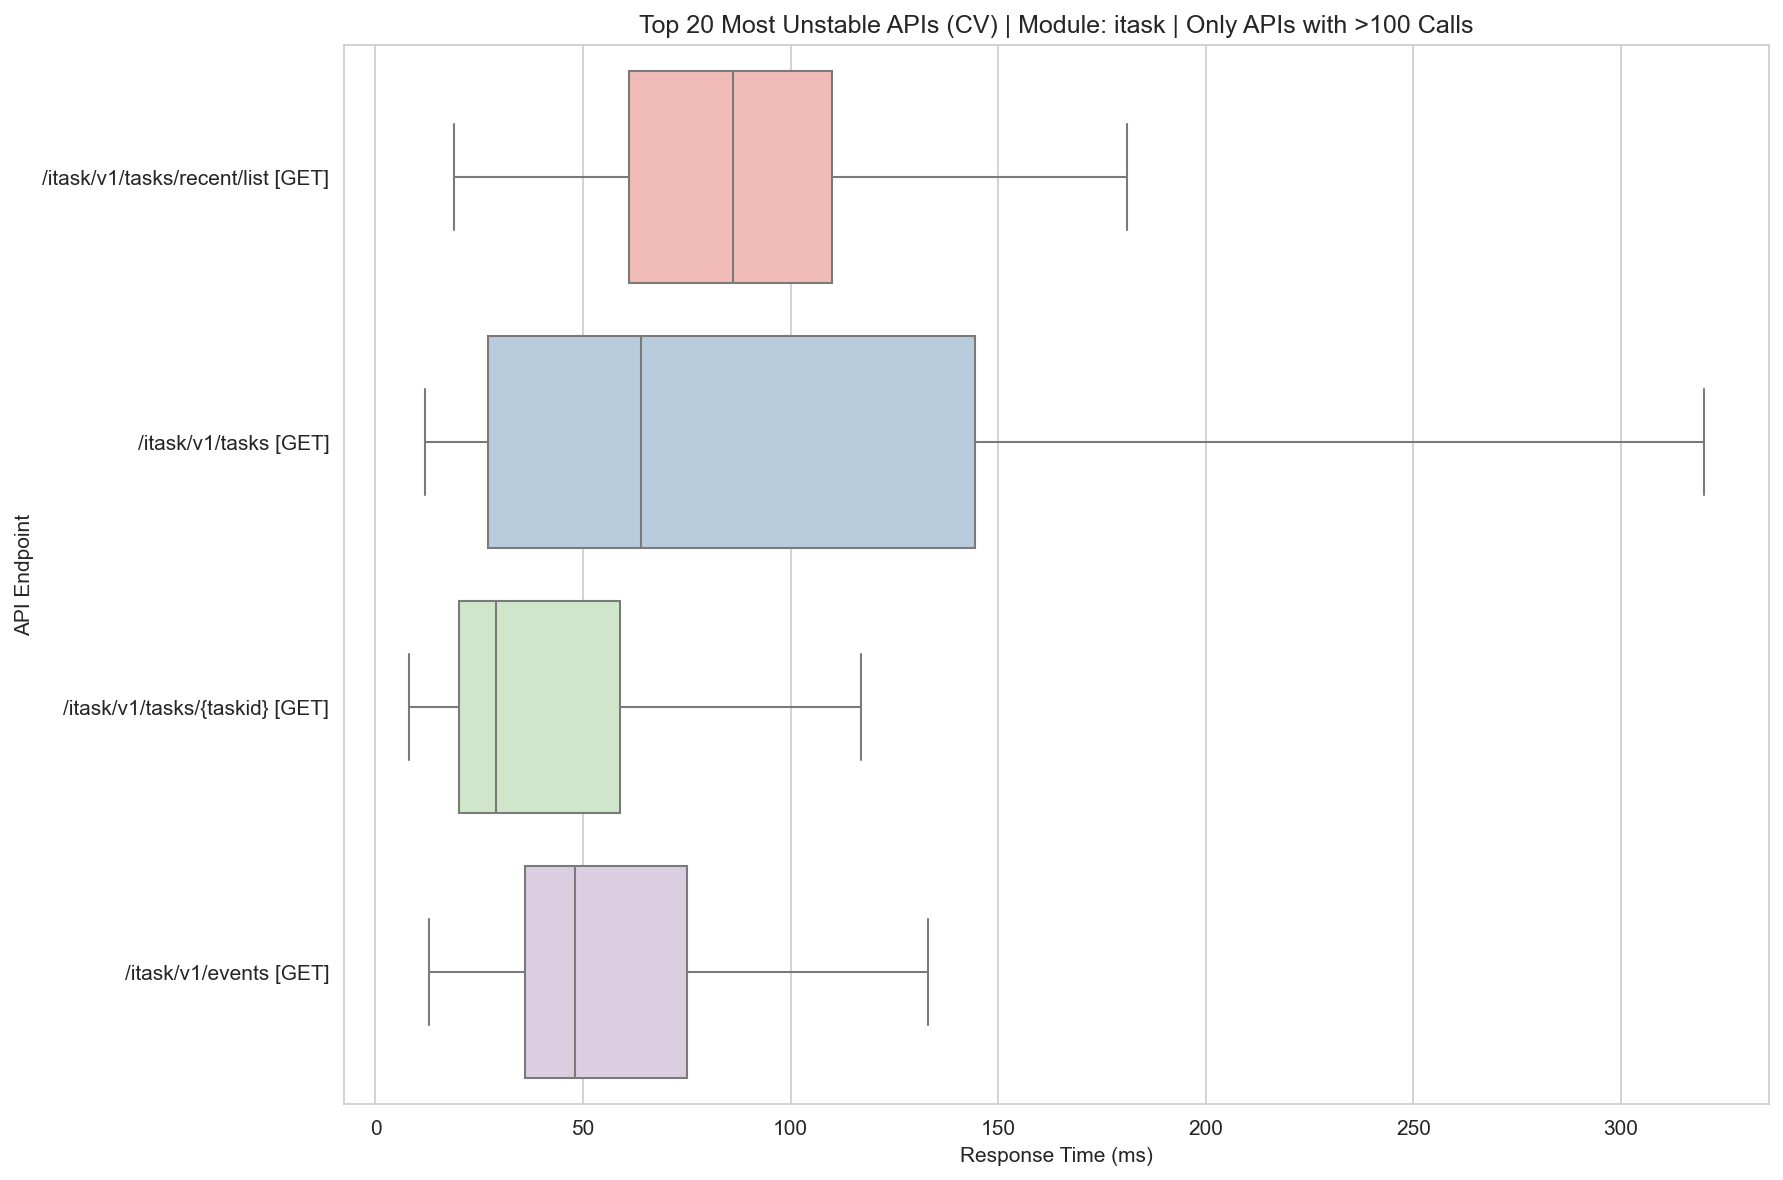 Top 20 Most Unstable APIs (CV) | Module: itask | Only APIs with >100 Calls
API Endpoint
/itask/v1/tasks/recent/list [GET]
/itask/v1/tasks [GET]
/itask/v1/tasks/{taskid} [GET]
/itask/v1/events [GET]
0 50 100 150 200 250 300
Response Time (ms)